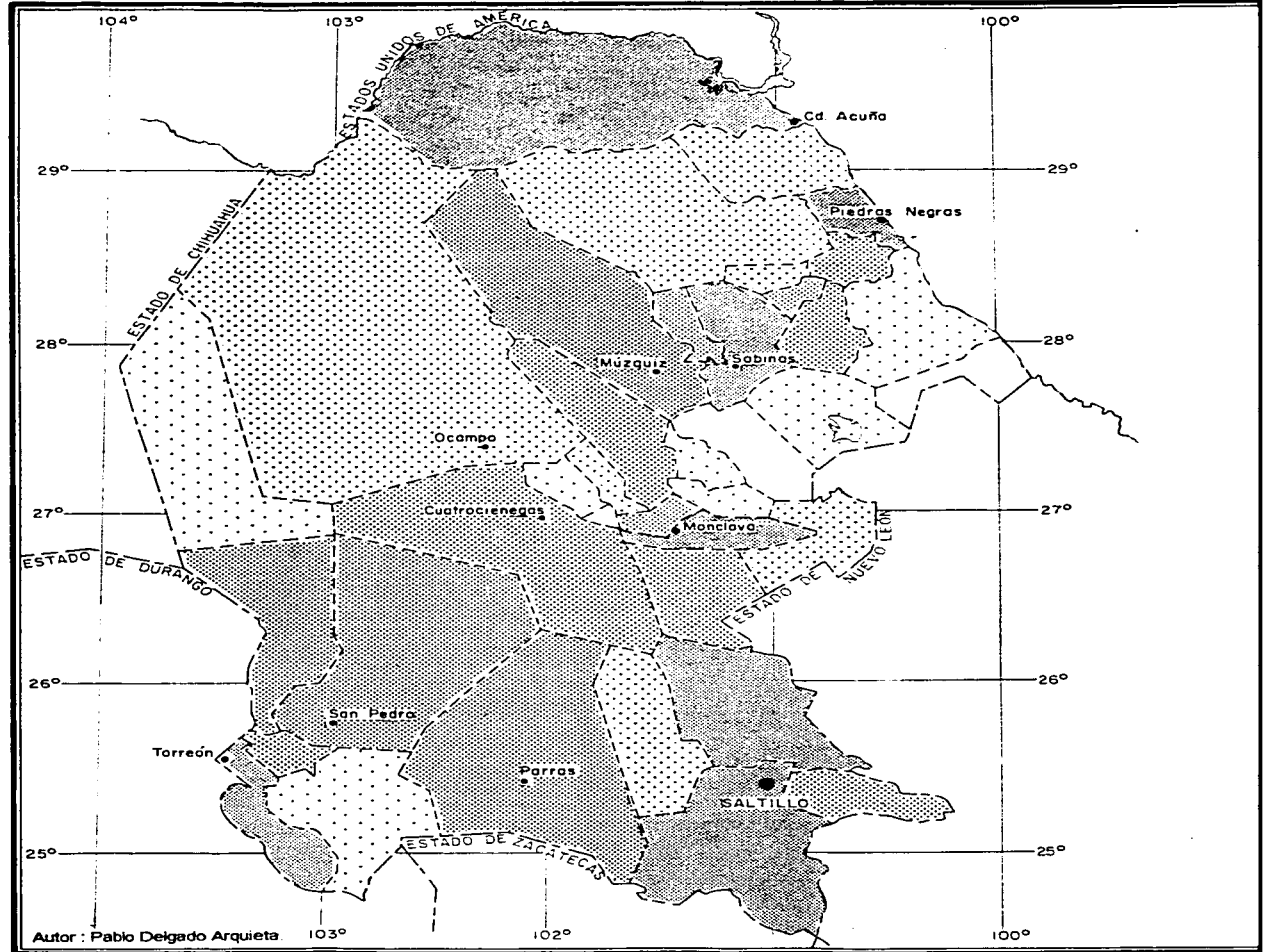 104°
103°
100°
ESTADOS UNIDOS DE AMÉRICA
Cd. Acuña
29°
29°
Piedras Negras
ESTADO DE CHIHUAHUA
28°
28°
Múzquiz
Sabinas
Ocampo
27°
Cuatrociénegas
Monclova
27°
ESTADO DE DURANGO
ESTADO DE NUEVO LEON
26°
26°
San Pedro
Torreón
Parras
SALTILLO
25°
ESTADO DE ZACATECAS
25°
Autor : Pablo Delgado Arquieta.
103°
102°
100°